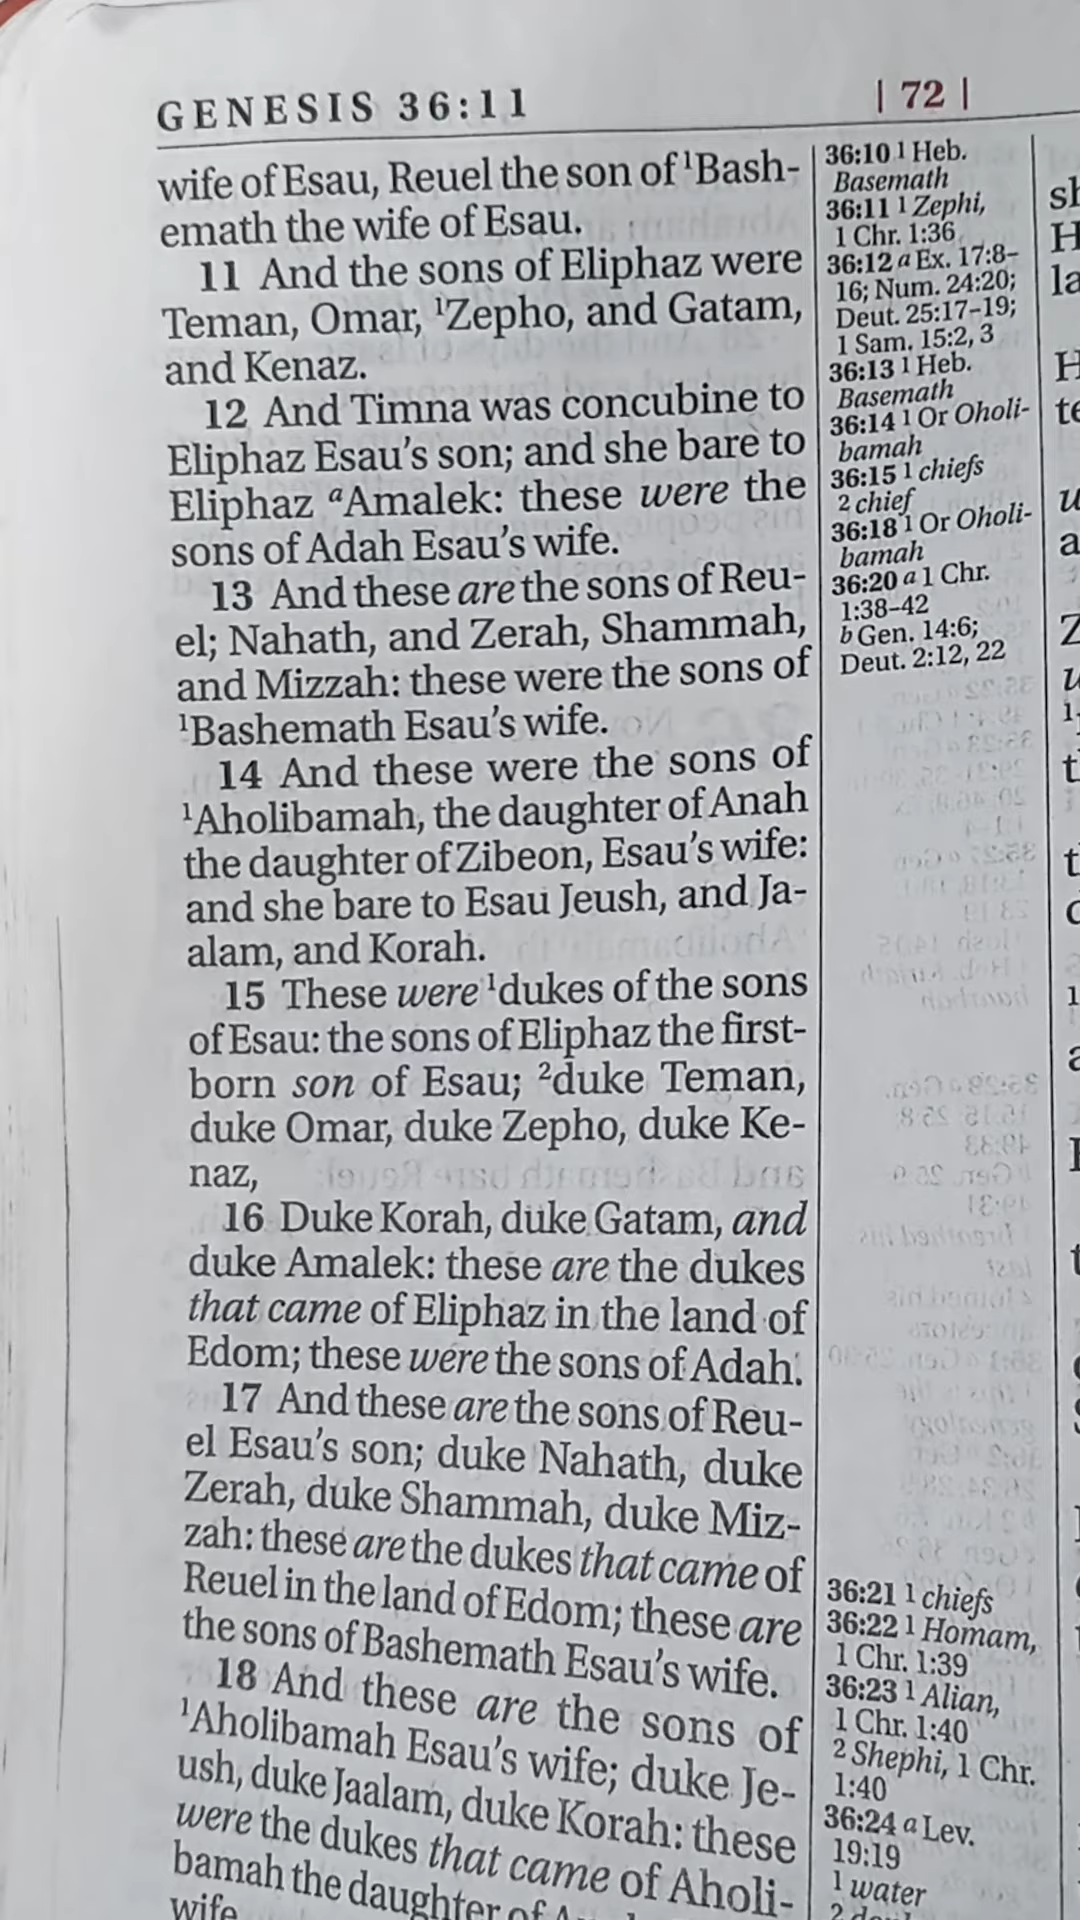 GENESIS 36:11
| 72 |
wife of Esau, Reuel the son of ¹Bash-
emath the wife of Esau.
11 And the sons of Eliphaz were
Teman, Omar, ¹Zepho, and Gatam,
and Kenaz.
12 And Timna was concubine to
Eliphaz Esau's son; and she bare to
Eliphaz ᵃAmalek: these were the
sons of Adah Esau's wife.
13 And these are the sons of Reu-
el; Nahath, and Zerah, Shammah,
and Mizzah: these were the sons of
¹Bashemath Esau's wife.
14 And these were the sons of
¹Aholibamah, the daughter of Anah
the daughter of Zibeon, Esau's wife:
and she bare to Esau Jeush, and Ja-
alam, and Korah.
15 These were ¹dukes of the sons
of Esau: the sons of Eliphaz the first-
born son of Esau; ²duke Teman,
duke Omar, duke Zepho, duke Ke-
naz,
16 Duke Korah, duke Gatam, and
duke Amalek: these are the dukes
that came of Eliphaz in the land of
Edom; these were the sons of Adah.
17 And these are the sons of Reu-
el Esau's son; duke Nahath, duke
Zerah, duke Shammah, duke Miz-
zah: these are the dukes that came of
Reuel in the land of Edom; these are
the sons of Bashemath Esau's wife.
18 And these are the sons of
¹Aholibamah Esau's wife; duke Je-
ush, duke Jaalam, duke Korah: these
were the dukes that came of Aholi-
bamah the daughter of
wife
36:10 1 Heb.
Basemath
36:11 1 Zephi,
1 Chr. 1:36
36:12 a Ex. 17:8–
16; Num. 24:20;
Deut. 25:17–19;
1 Sam. 15:2, 3
36:13 1 Heb.
Basemath
36:14 1 Or Oholi-
bamah
36:15 1 chiefs
2 chief
36:18 1 Or Oholi-
bamah
36:20 a 1 Chr.
1:38–42
b Gen. 14:6;
Deut. 2:12, 22
36:21 1 chiefs
36:22 1 Homam,
1 Chr. 1:39
36:23 1 Alian,
1 Chr. 1:40
2 Shephi, 1 Chr.
1:40
36:24 a Lev.
19:19
1 water
2